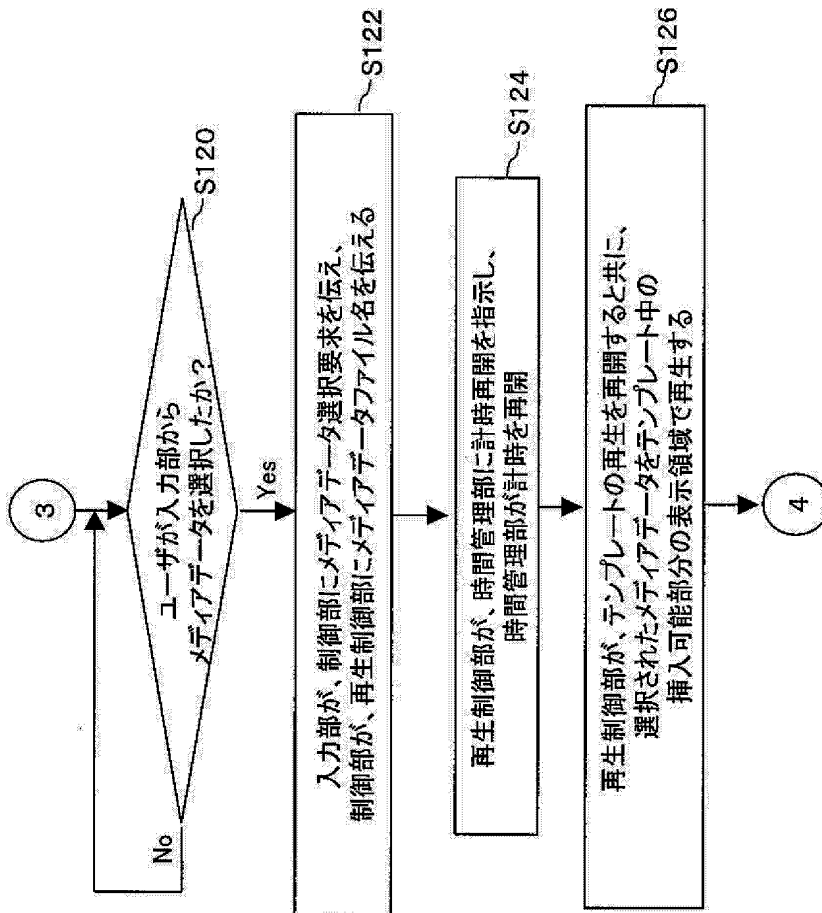 3
ユーザが入力部から
メディアデータを選択したか？
S120
No
Yes
入力部が、制御部にメディアデータ選択要求を伝え、
制御部が、再生制御部にメディアデータファイル名を伝える
S122
再生制御部が、時間管理部に計時再開を指示し、
時間管理部が計時を再開
S124
再生制御部が、テンプレートの再生を再開すると共に、
選択されたメディアデータをテンプレート中の
挿入可能部分の表示領域で再生する
S126
4